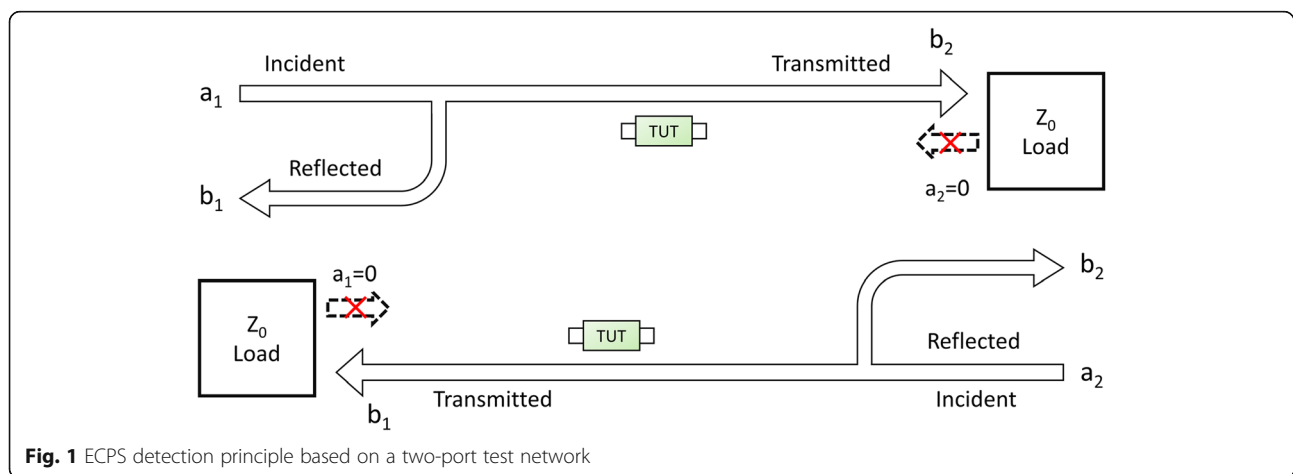 Incident
Transmitted
b₂
a₁
TUT
Z₀
Load
Reflected
b₁
a₂=0
a₁=0
b₂
Z₀
Load
TUT
Reflected
a₂
b₁
Transmitted
Incident
Fig. 1 ECPS detection principle based on a two-port test network